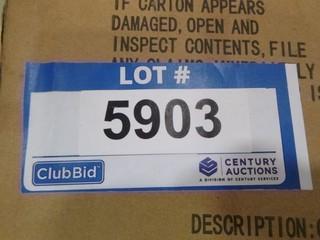 IF CARTON APPEARS
DAMAGED, OPEN AND
INSPECT CONTENTS, FILE
LOT #
5903
ClubBid
CENTURY
AUCTIONS
A DIVISION OF CENTURY SERVICES
DESCRIPTION: